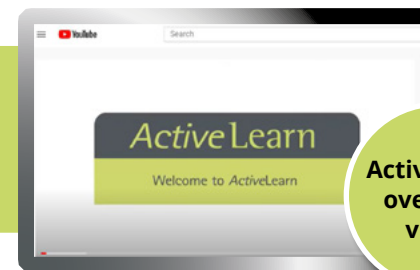 YouTube
Search
ActiveLearn
Welcome to ActiveLearn
Activ
ove
v